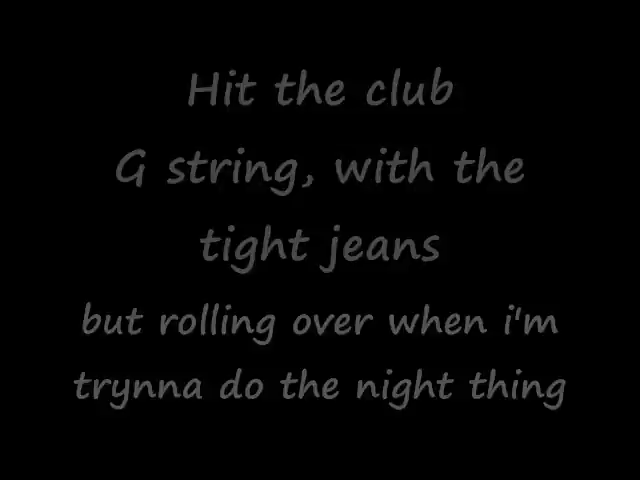 Hit the club
G string, with the
tight jeans
but rolling over when i'm
trynna do the night thing